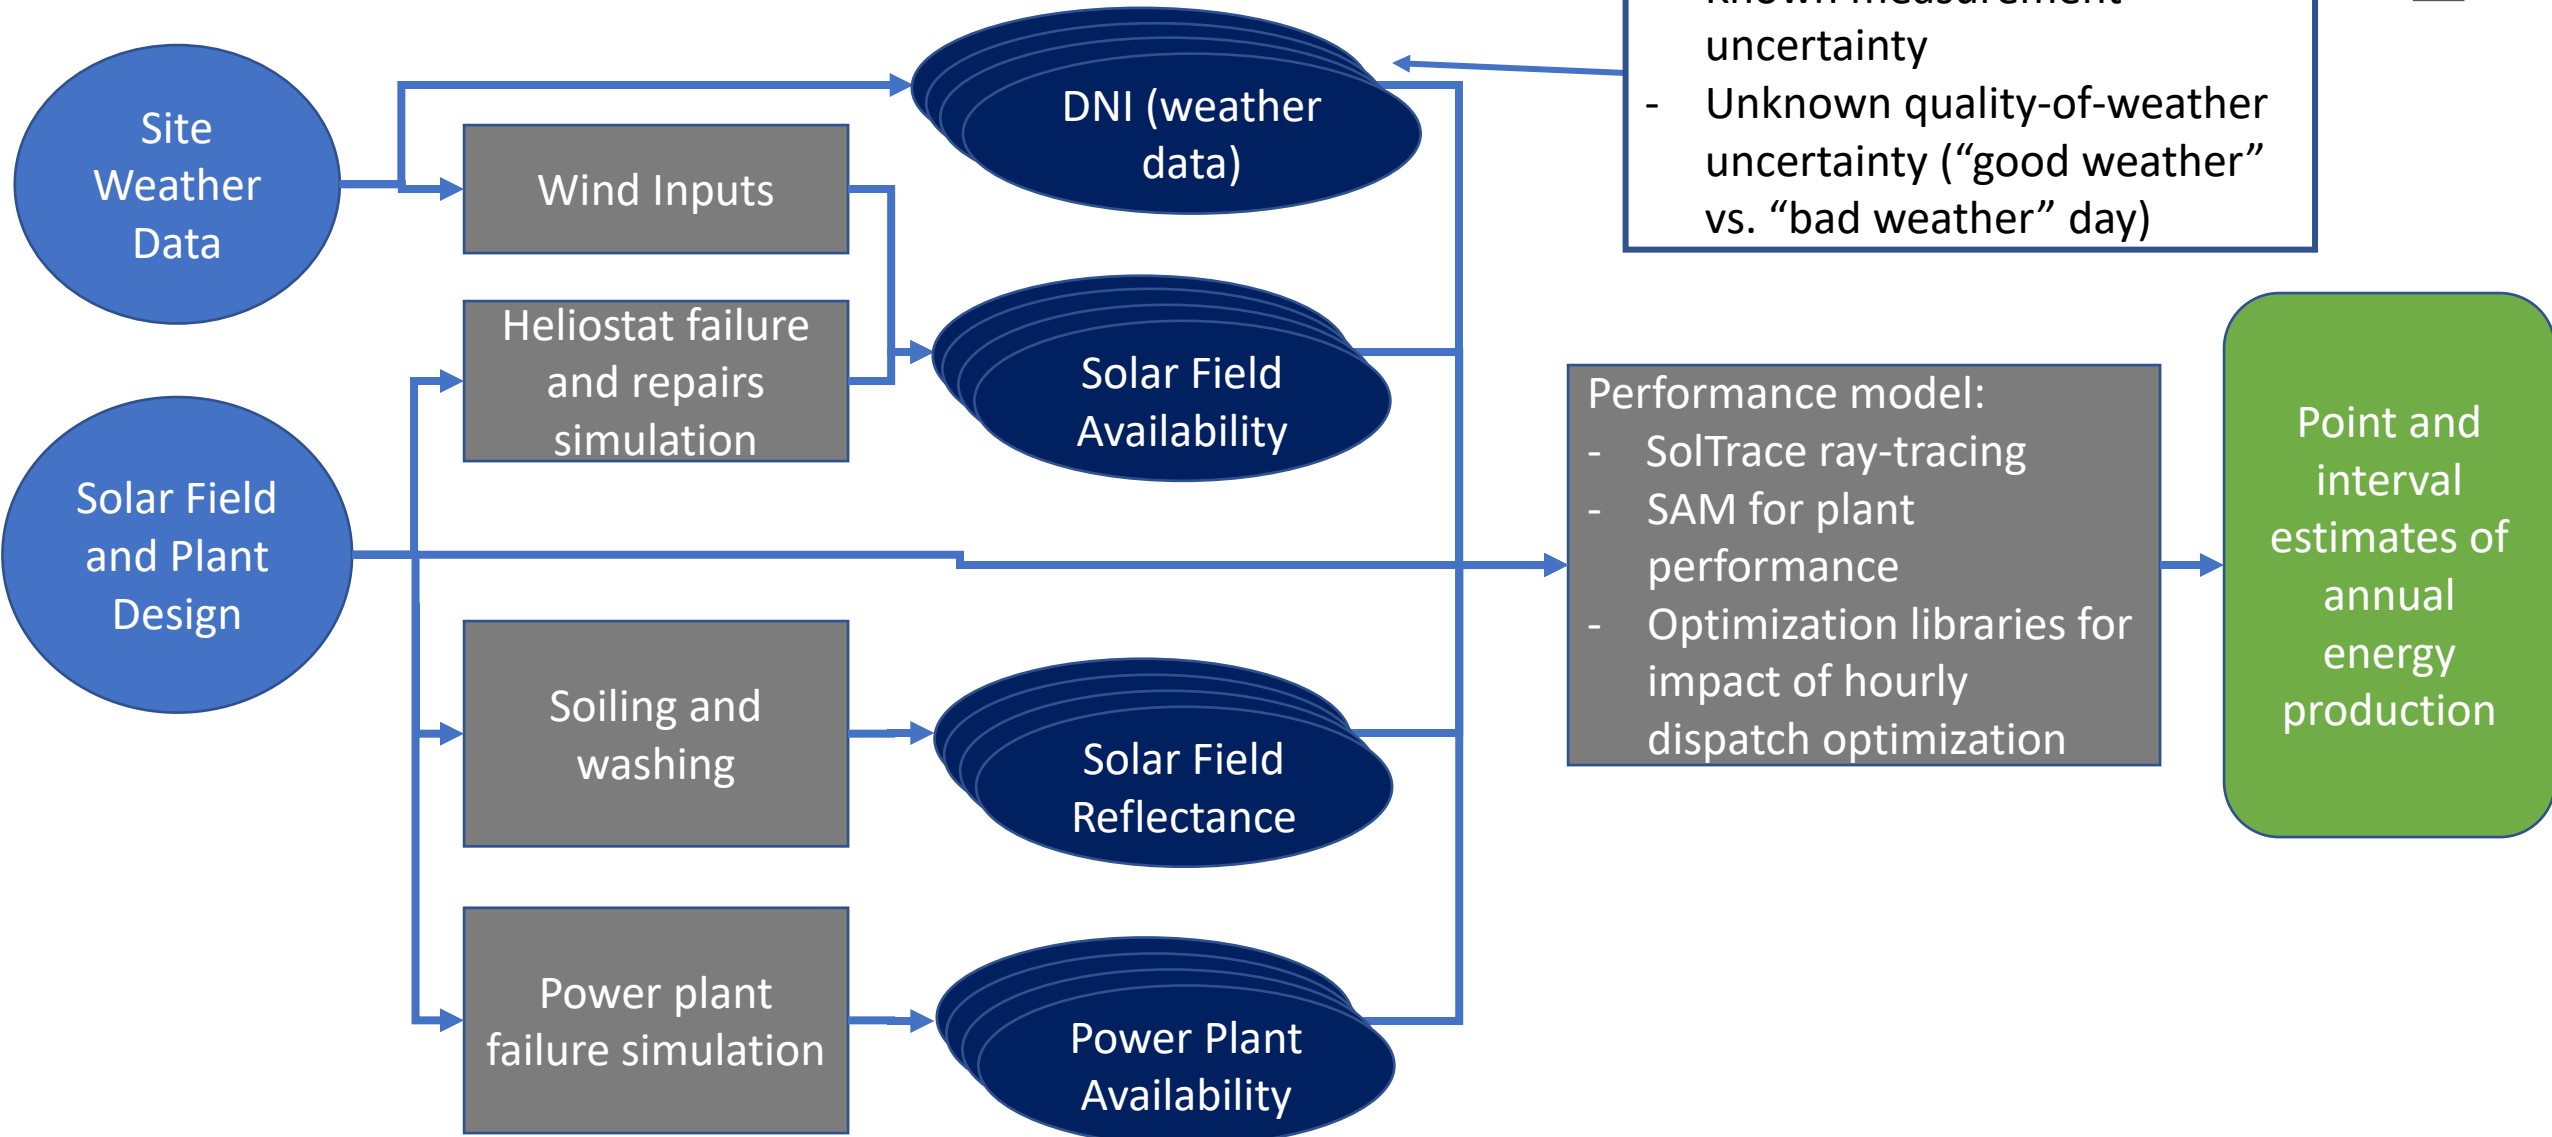 Known measurement
uncertainty
- Unknown quality-of-weather
uncertainty (“good weather”
vs. “bad weather” day)
Site
Weather
Data
Wind Inputs
DNI (weather
data)
Heliostat failure
and repairs
simulation
Solar Field
Availability
Solar Field
and Plant
Design
Soiling and
washing
Solar Field
Reflectance
Power plant
failure simulation
Power Plant
Availability
Performance model:
- SolTrace ray-tracing
- SAM for plant
performance
- Optimization libraries for
impact of hourly
dispatch optimization
Point and
interval
estimates of
annual
energy
production